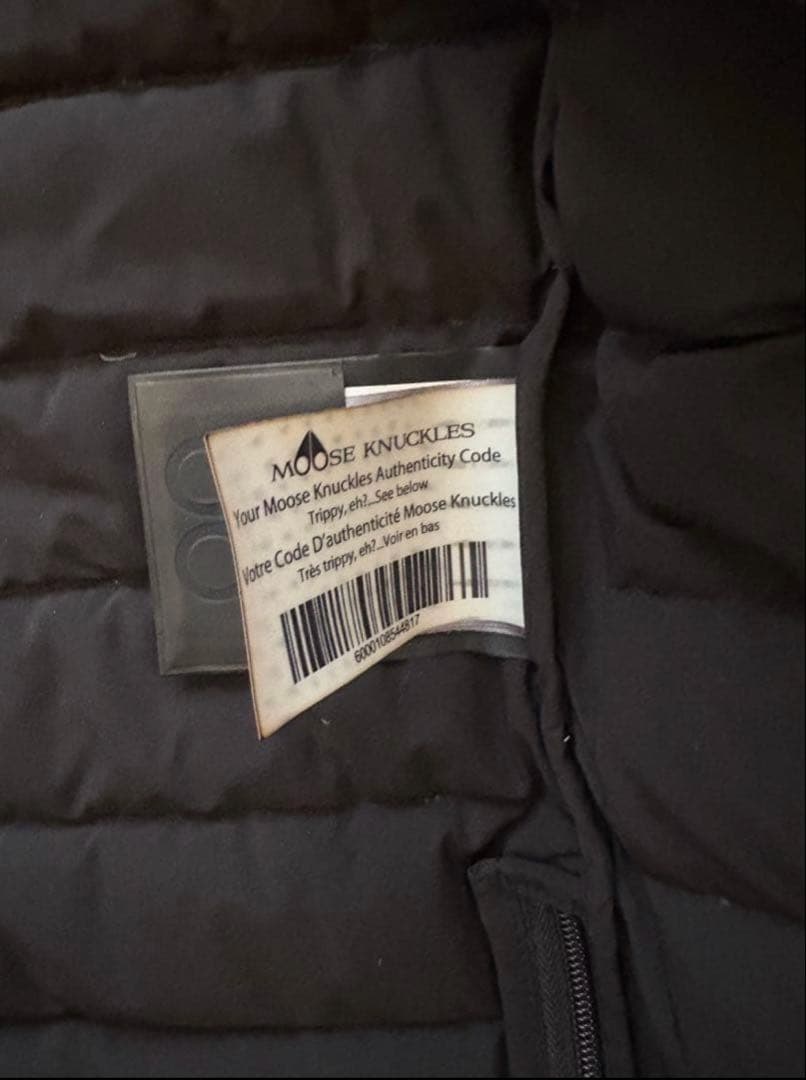 MOOSE KNUCKLES
Your Moose Knuckles Authenticity Code
Trippy, eh?...See below
Votre Code D'authenticité Moose Knuckles
Très trippy, eh?...Voir en bas
6000108544817